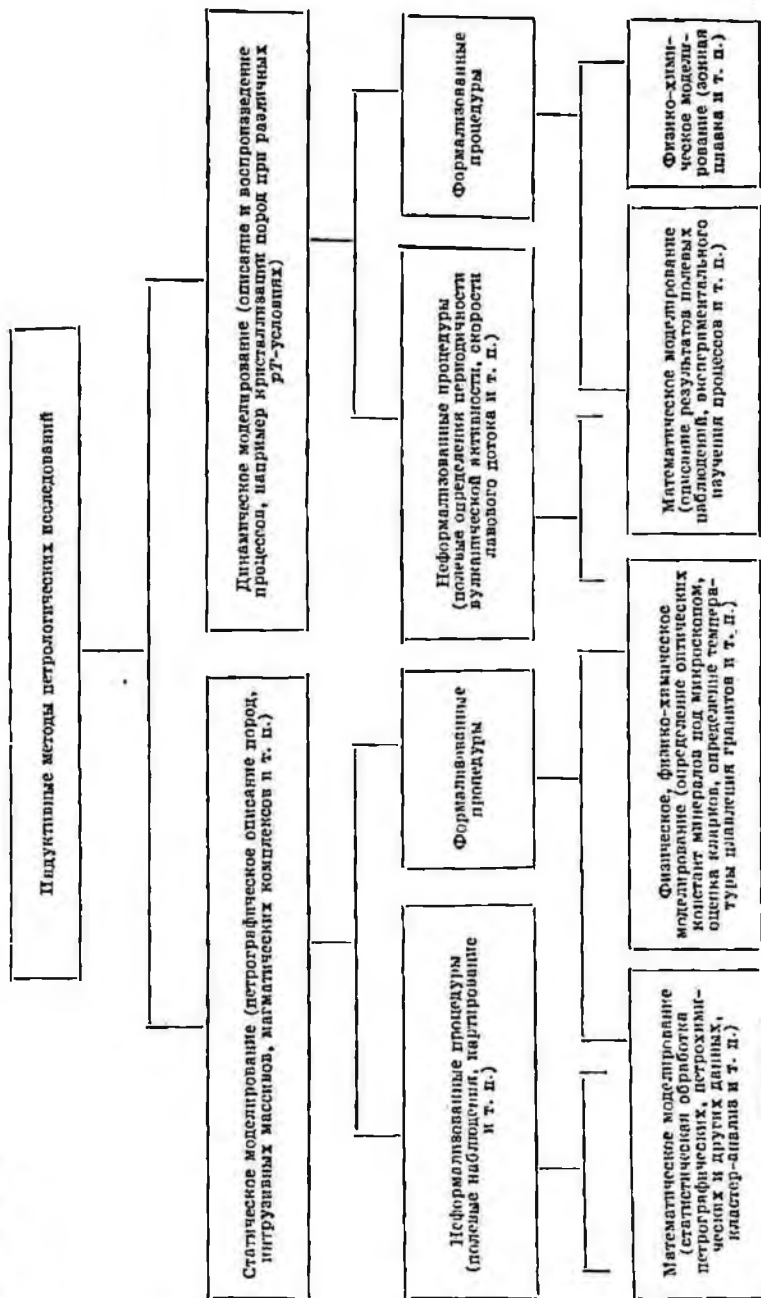 Индуктивные методы петрологических исследований
Статическое моделирование (петрографическое описание пород,
интрузивных массивов, магматических комплексов и т. п.)
Динамическое моделирование (описание и воспроизведение
процессов, например кристаллизации пород при различных
pT-условиях)
Неформализованные процедуры
(полевые наблюдения, картирование
и т. п.)
Формализованные
процедуры
Неформализованные процедуры
(полевые определения периодичности
вулканической активности, скорости
лавового потока и т. п.)
Формализованные
процедуры
Математическое моделирование
(статистическая обработка
петрографических, петрохими-
ческих и других данных,
кластер-анализ и т. п.)
Физическое, физико-химическое
моделирование (определение оптических
констант минералов под микроскопом,
оценка кларков, определение темпера-
туры плавления гранитов и т. п.)
Математическое моделирование
(описание результатов полевых
наблюдений, экспериментального
изучения процессов и т. п.)
Физико-хими-
ческое модели-
рование (зонная
плавка и т. п.)